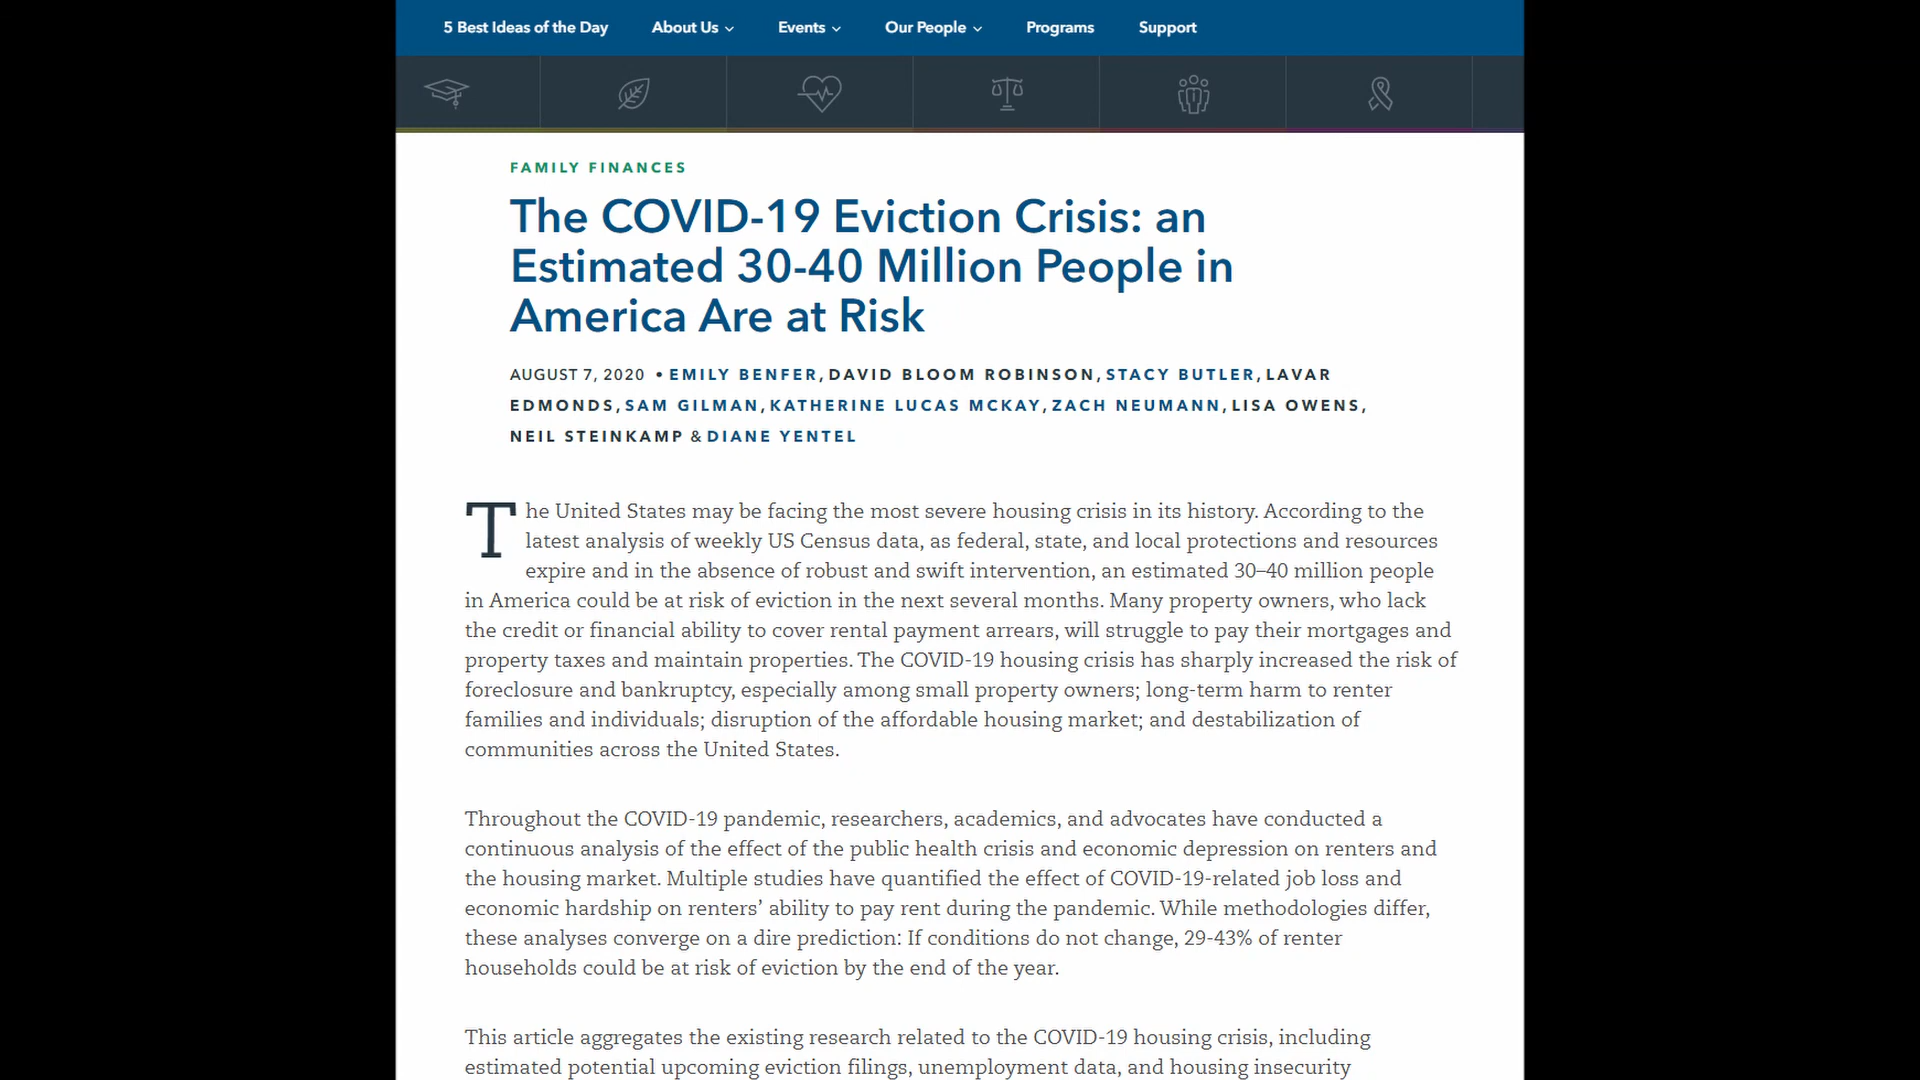 5 Best Ideas of the Day About Us Events Our People Programs Support
FAMILY FINANCES
The COVID-19 Eviction Crisis: an
Estimated 30-40 Million People in
America Are at Risk
AUGUST 7, 2020 • EMILY BENFER, DAVID BLOOM ROBINSON, STACY BUTLER, LAVAR
EDMONDS, SAM GILMAN, KATHERINE LUCAS MCKAY, ZACH NEUMANN, LISA OWENS,
NEIL STEINKAMP & DIANE YENTEL
The United States may be facing the most severe housing crisis in its history. According to the
latest analysis of weekly US Census data, as federal, state, and local protections and resources
expire and in the absence of robust and swift intervention, an estimated 30–40 million people
in America could be at risk of eviction in the next several months. Many property owners, who lack
the credit or financial ability to cover rental payment arrears, will struggle to pay their mortgages and
property taxes and maintain properties. The COVID-19 housing crisis has sharply increased the risk of
foreclosure and bankruptcy, especially among small property owners; long-term harm to renter
families and individuals; disruption of the affordable housing market; and destabilization of
communities across the United States.
Throughout the COVID-19 pandemic, researchers, academics, and advocates have conducted a
continuous analysis of the effect of the public health crisis and economic depression on renters and
the housing market. Multiple studies have quantified the effect of COVID-19-related job loss and
economic hardship on renters’ ability to pay rent during the pandemic. While methodologies differ,
these analyses converge on a dire prediction: If conditions do not change, 29-43% of renter
households could be at risk of eviction by the end of the year.
This article aggregates the existing research related to the COVID-19 housing crisis, including
estimated potential upcoming eviction filings, unemployment data, and housing insecurity